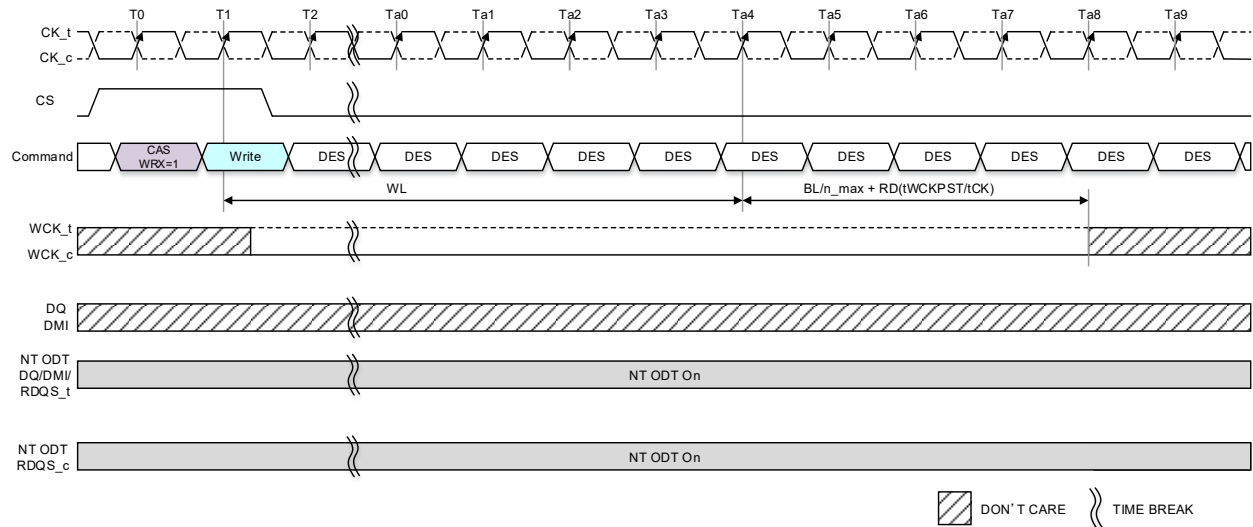 T0 T1 T2 Ta0 Ta1 Ta2 Ta3 Ta4 Ta5 Ta6 Ta7 Ta8 Ta9
CK_t
CK_c
CS
CAS
WRX=1
Command Write DES DES DES DES DES DES DES DES DES DES DES
WL BL/n_max + RD(tWCKPST/tCK)
WCK_t
WCK_c
DQ
DMI
NT ODT
DQ/DMI/ NT ODT On
RDQS_t
NT ODT
RDQS_c NT ODT On
DON'T CARE TIME BREAK